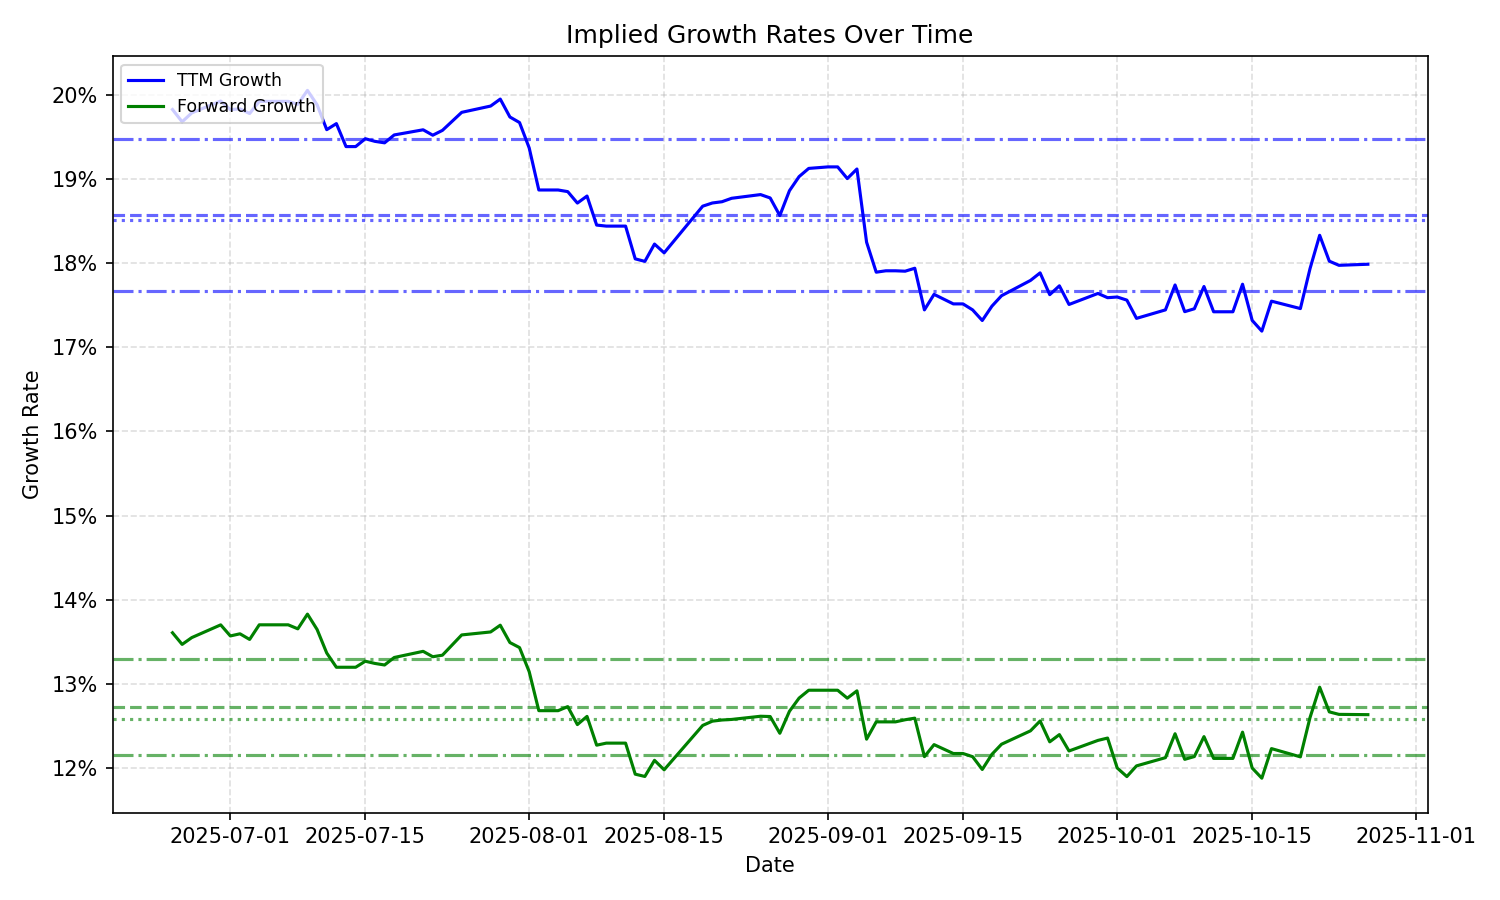 Implied Growth Rates Over Time
TTM Growth
Forward Growth
20%
19%
18%
17%
16%
15%
14%
13%
12%
Growth Rate
2025-07-01 2025-07-15 2025-08-01 2025-08-15 2025-09-01 2025-09-15 2025-10-01 2025-10-15 2025-11-01
Date